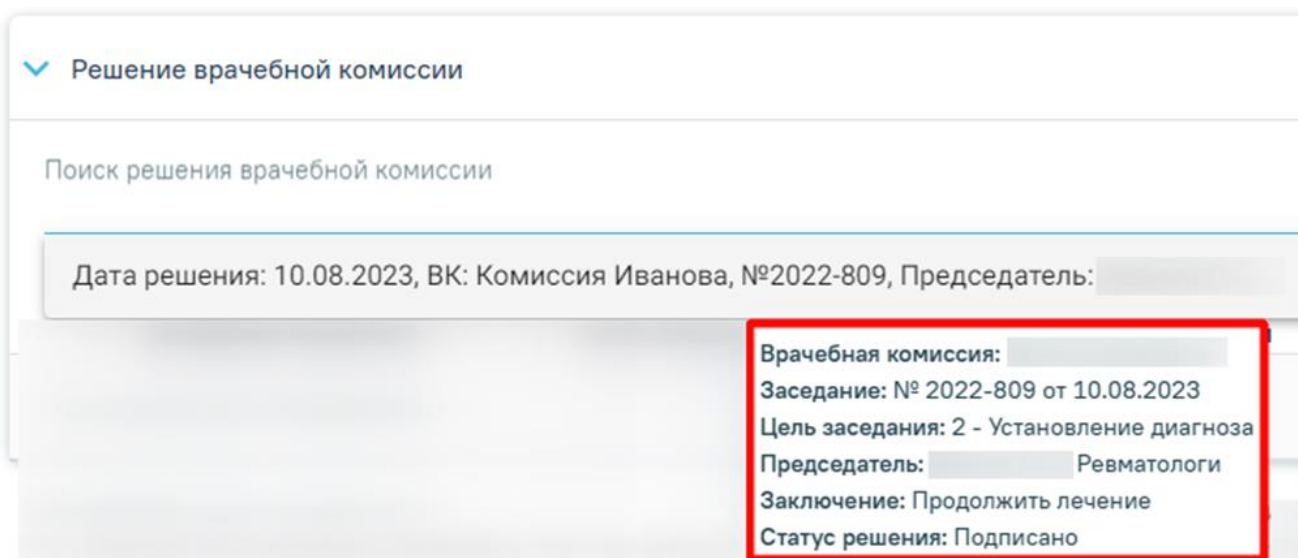 Решение врачебной комиссии
Поиск решения врачебной комиссии
Дата решения: 10.08.2023, ВК: Комиссия Иванова, №2022-809, Председатель:
Врачебная комиссия:
Заседание: № 2022-809 от 10.08.2023
Цель заседания: 2 - Установление диагноза
Председатель: Ревматологи
Заключение: Продолжить лечение
Статус решения: Подписано